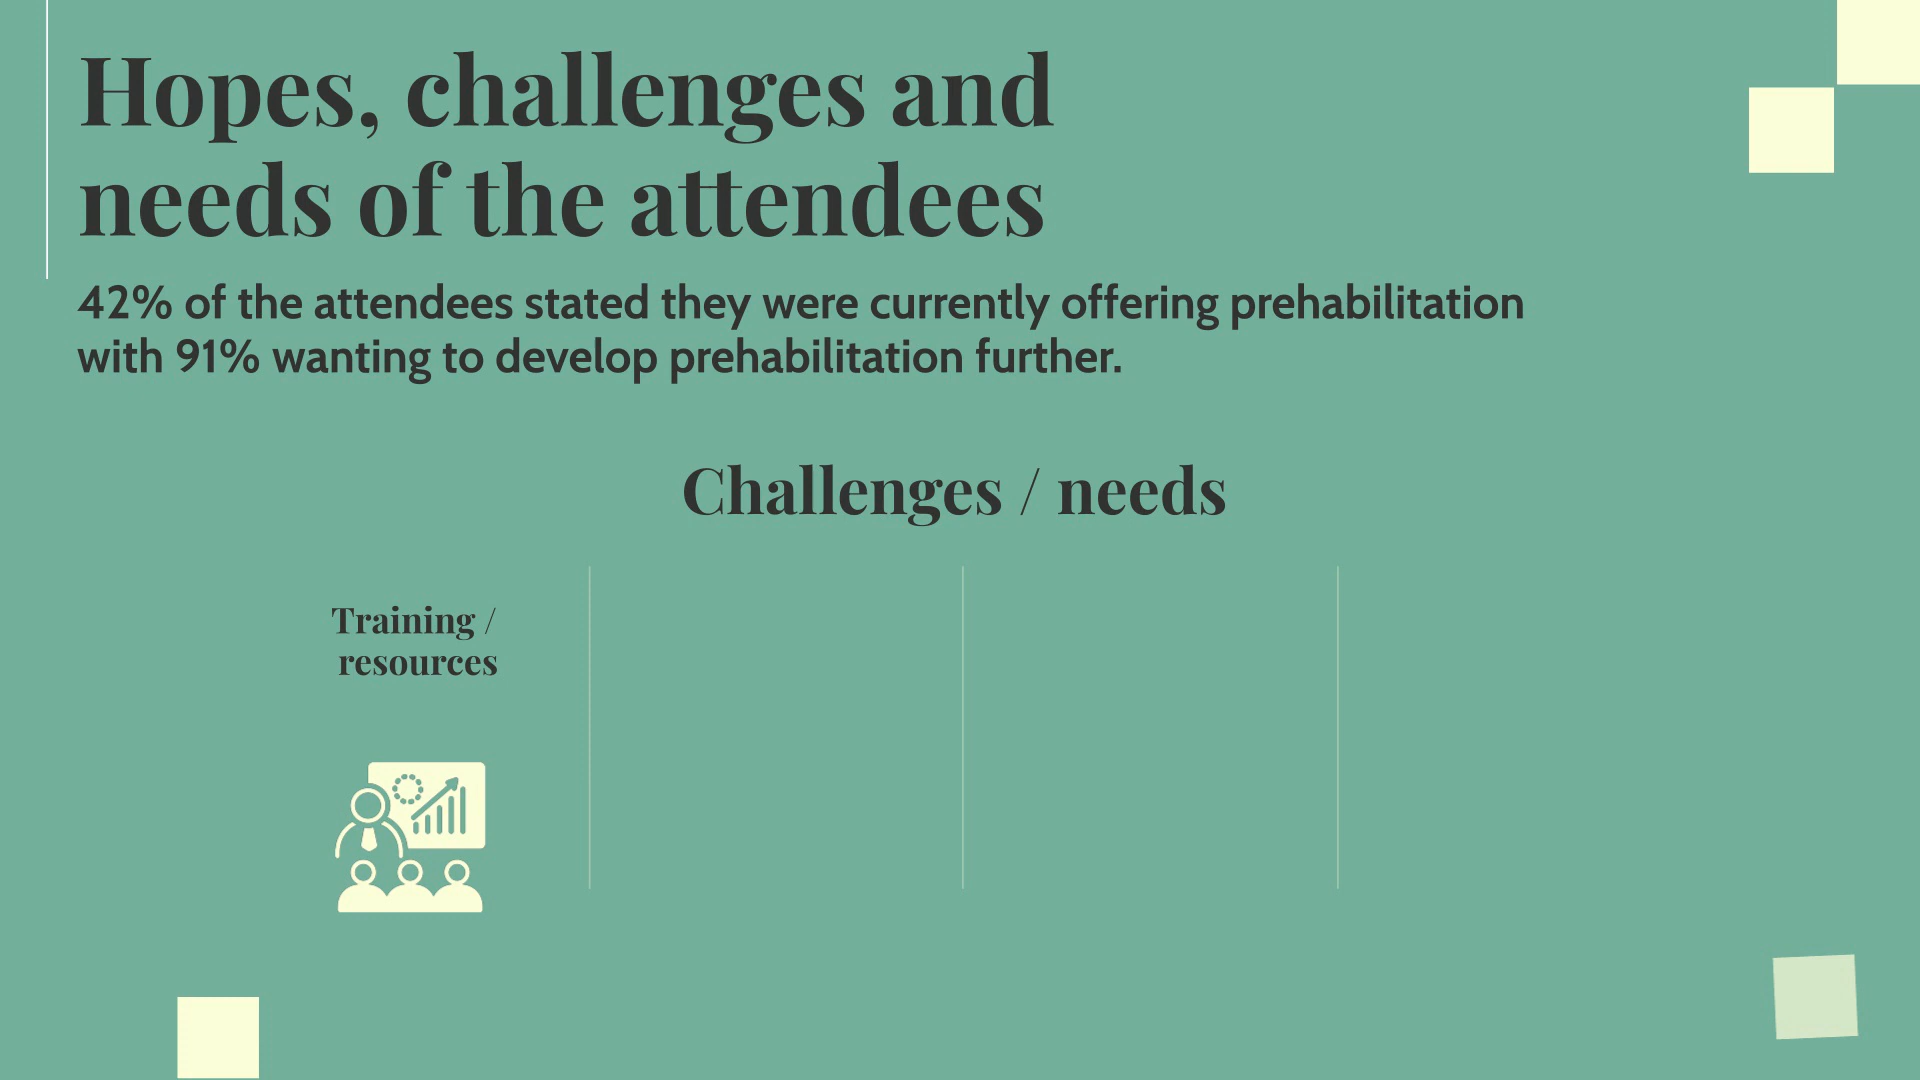 Hopes, challenges and
needs of the attendees
42% of the attendees stated they were currently offering prehabilitation
with 91% wanting to develop prehabilitation further.
Challenges / needs
Training /
resources